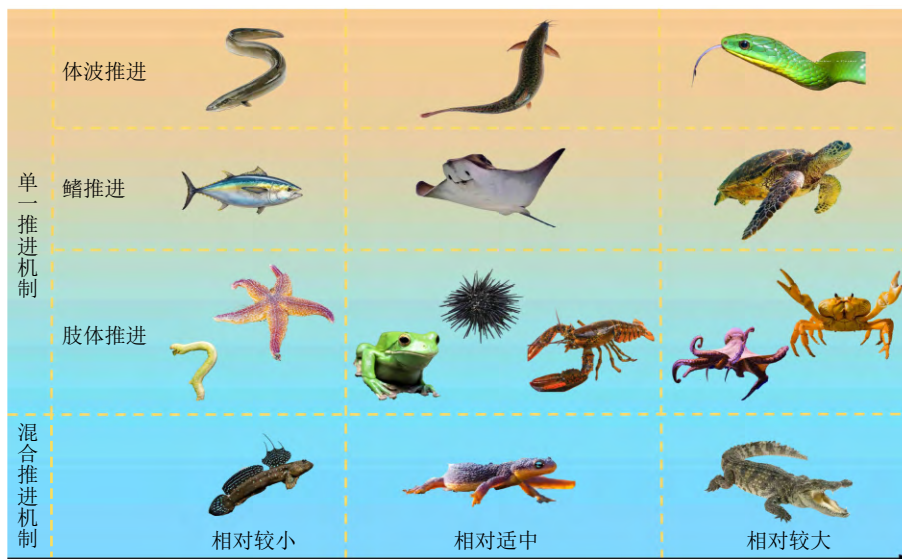 体波推进
单一推进机制
鳍推进
肢体推进
混合推进机制
相对较小
相对适中
相对较大